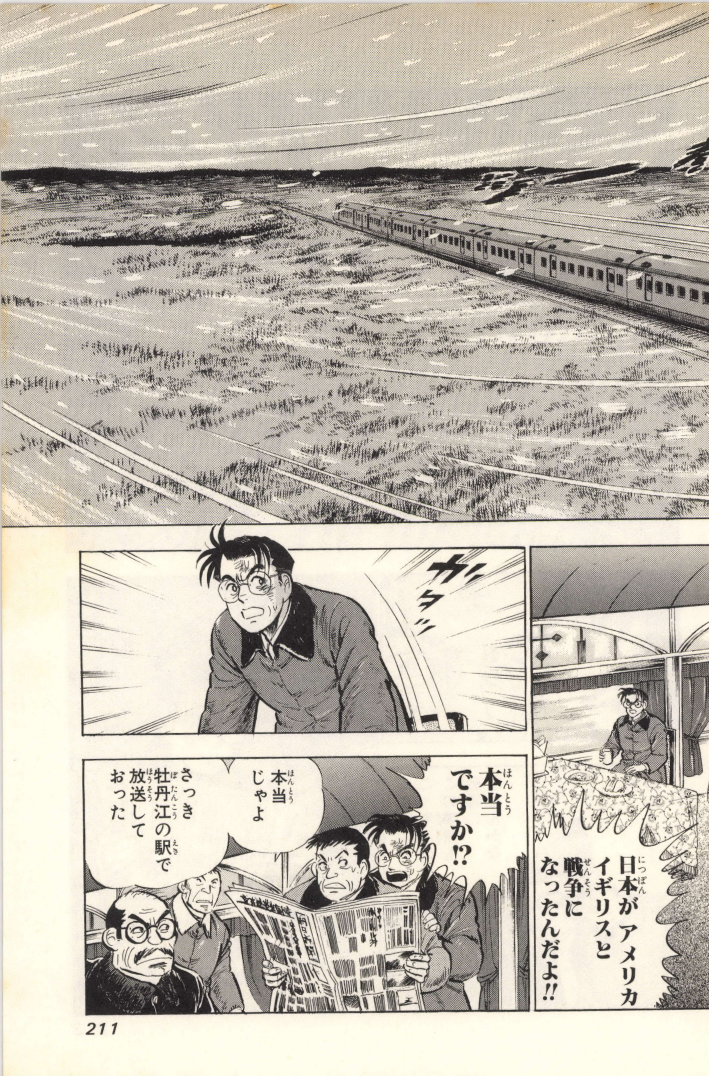 日本が アメリカ
イギリスと
戦争に
なったんだよ!!
ガタッ
本当
ですか!?
本当
じゃよ
さっき
牡丹江の駅で
放送して
おった
211